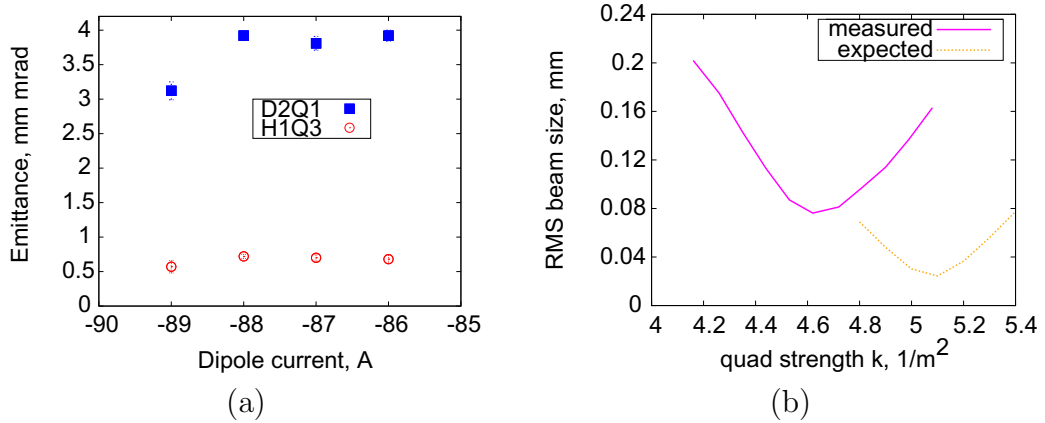 Emittance, mm mrad
4
3.5
3
2.5
2
1.5
1
0.5
0
D2Q1
H1Q3
-90 -89 -88 -87 -86 -85
Dipole current, A
(a)
RMS beam size, mm
0.24
0.2
0.16
0.12
0.08
0.04
0
measured
expected
4 4.2 4.4 4.6 4.8 5 5.2 5.4
quad strength k, 1/m²
(b)